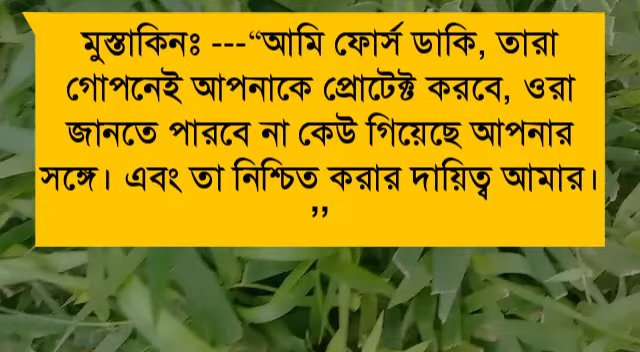 মুস্তাকিনঃ ---“আমি ফোর্স ডাকি, তারা
গোপনেই আপনাকে প্রোটেক্ট করবে, ওরা
জানতে পারবে না কেউ গিয়েছে আপনার
সঙ্গে। এবং তা নিশ্চিত করার দায়িত্ব আমার।
”